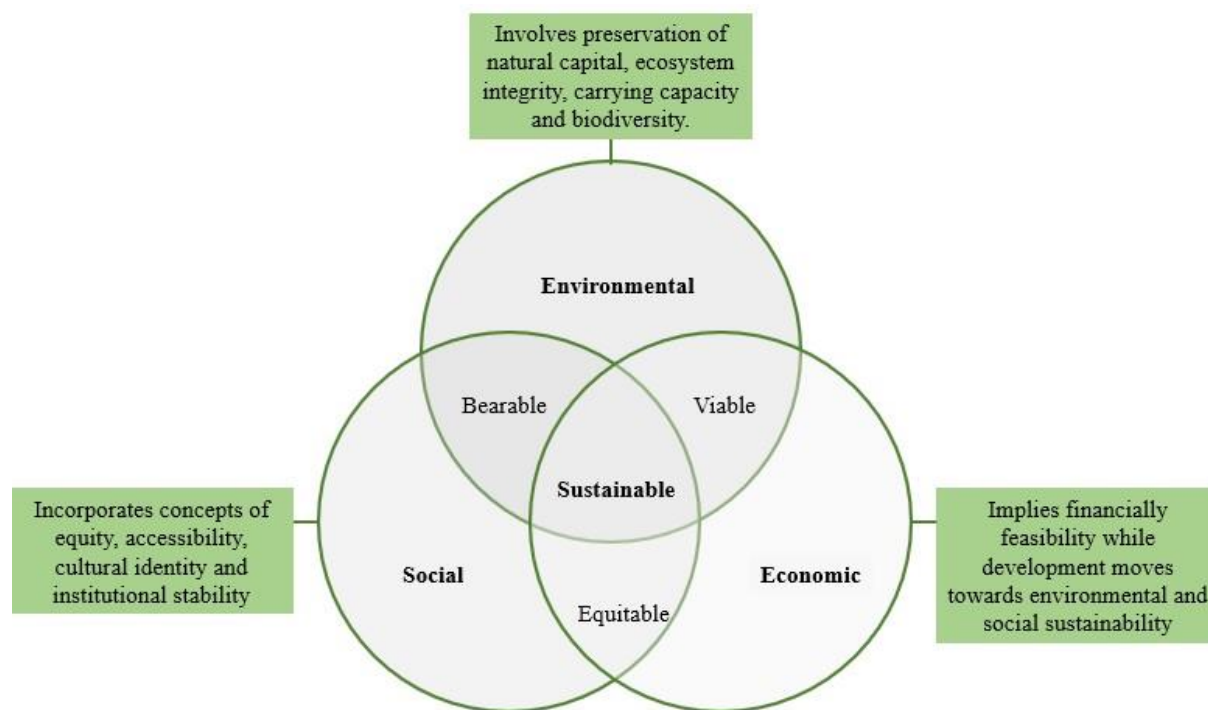 Involves preservation of
natural capital, ecosystem
integrity, carrying capacity
and biodiversity.
Environmental
Bearable
Viable
Sustainable
Incorporates concepts of
equity, accessibility,
cultural identity and
institutional stability
Social
Economic
Implies financially
feasibility while
development moves
towards environmental and
social sustainability
Equitable